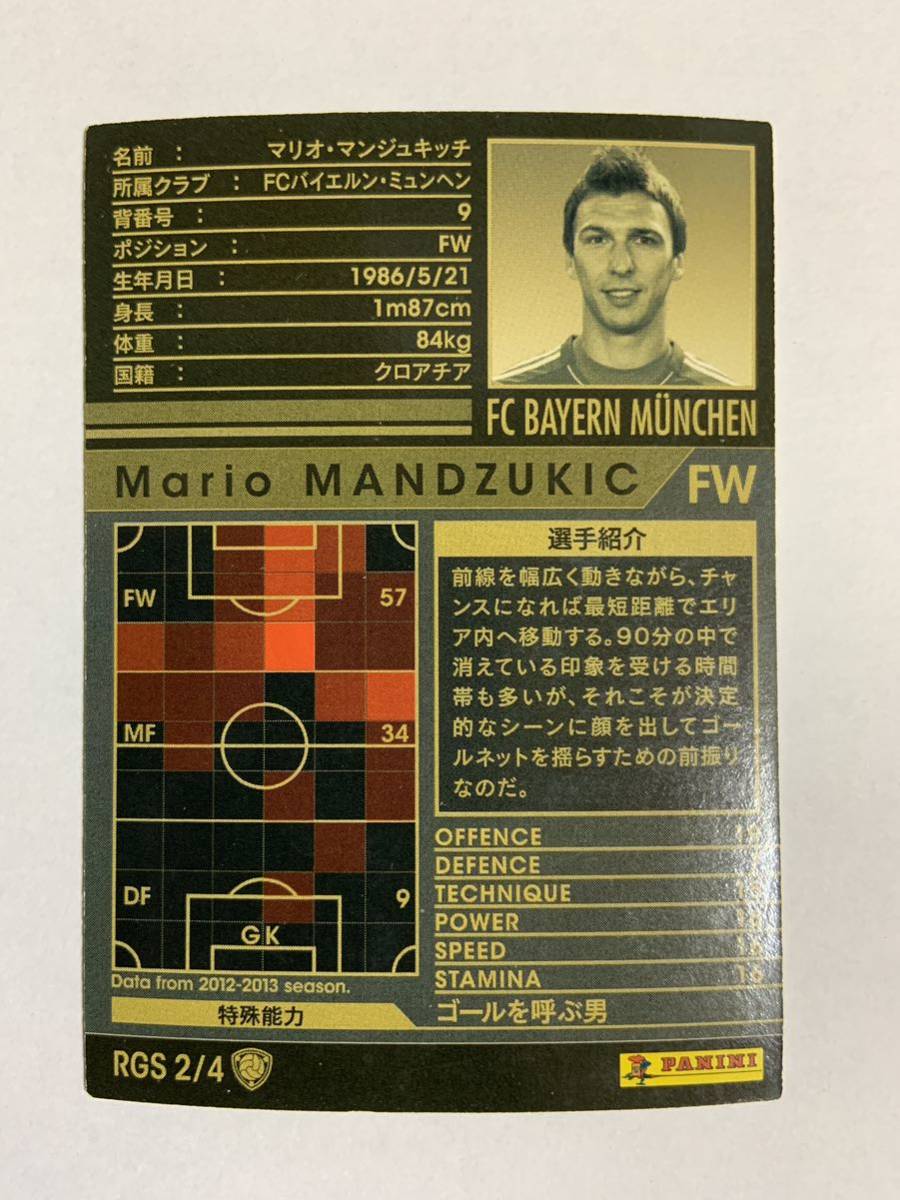 名前 : マリオ・マンジュキッチ
所属クラブ : FCバイエルン・ミュンヘン
背番号 : 9
ポジション : FW
生年月日 : 1986/5/21
身長 : 1m87cm
体重 : 84kg
国籍 : クロアチア
FC BAYERN MÜNCHEN
Mario MANDZUKIC FW
FW 57
MF 34
DF 9
GK
Data from 2012-2013 season.
選手紹介
前線を幅広く動きながら、チャ
ンスになれば最短距離でエリ
ア内へ移動する。90分の中で
消えている印象を受ける時間
帯も多いが、それこそが決定
的なシーンに顔を出してゴー
ルネットを揺らすための前振り
なのだ。
OFFENCE
DEFENCE
TECHNIQUE
POWER
SPEED
STAMINA 16
特殊能力 ゴールを呼ぶ男
RGS 2/4
PANINI